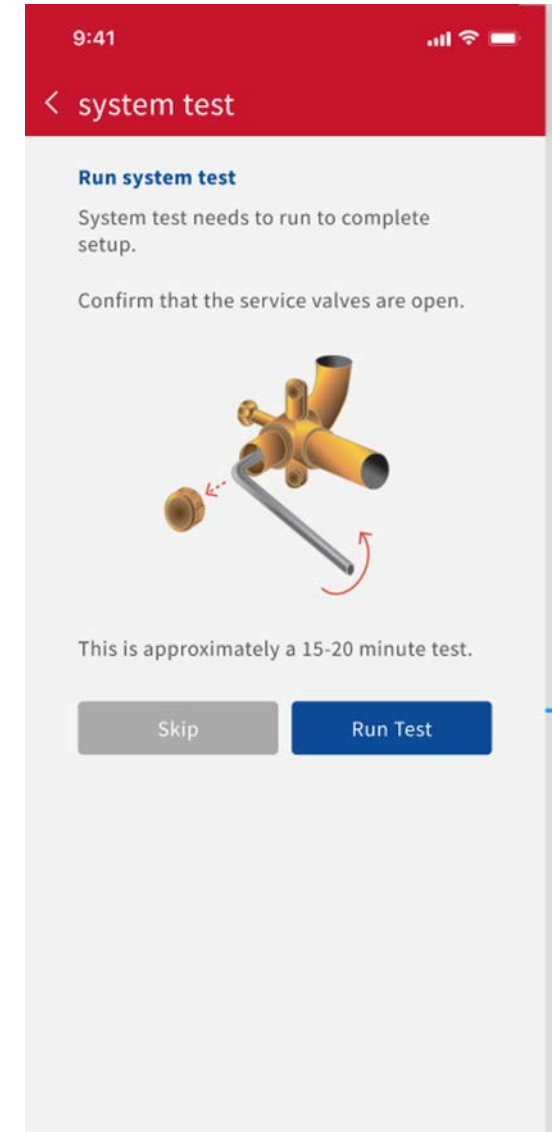 9:41
system test
Run system test
System test needs to run to complete
setup.
Confirm that the service valves are open.
This is approximately a 15-20 minute test.
Skip
Run Test